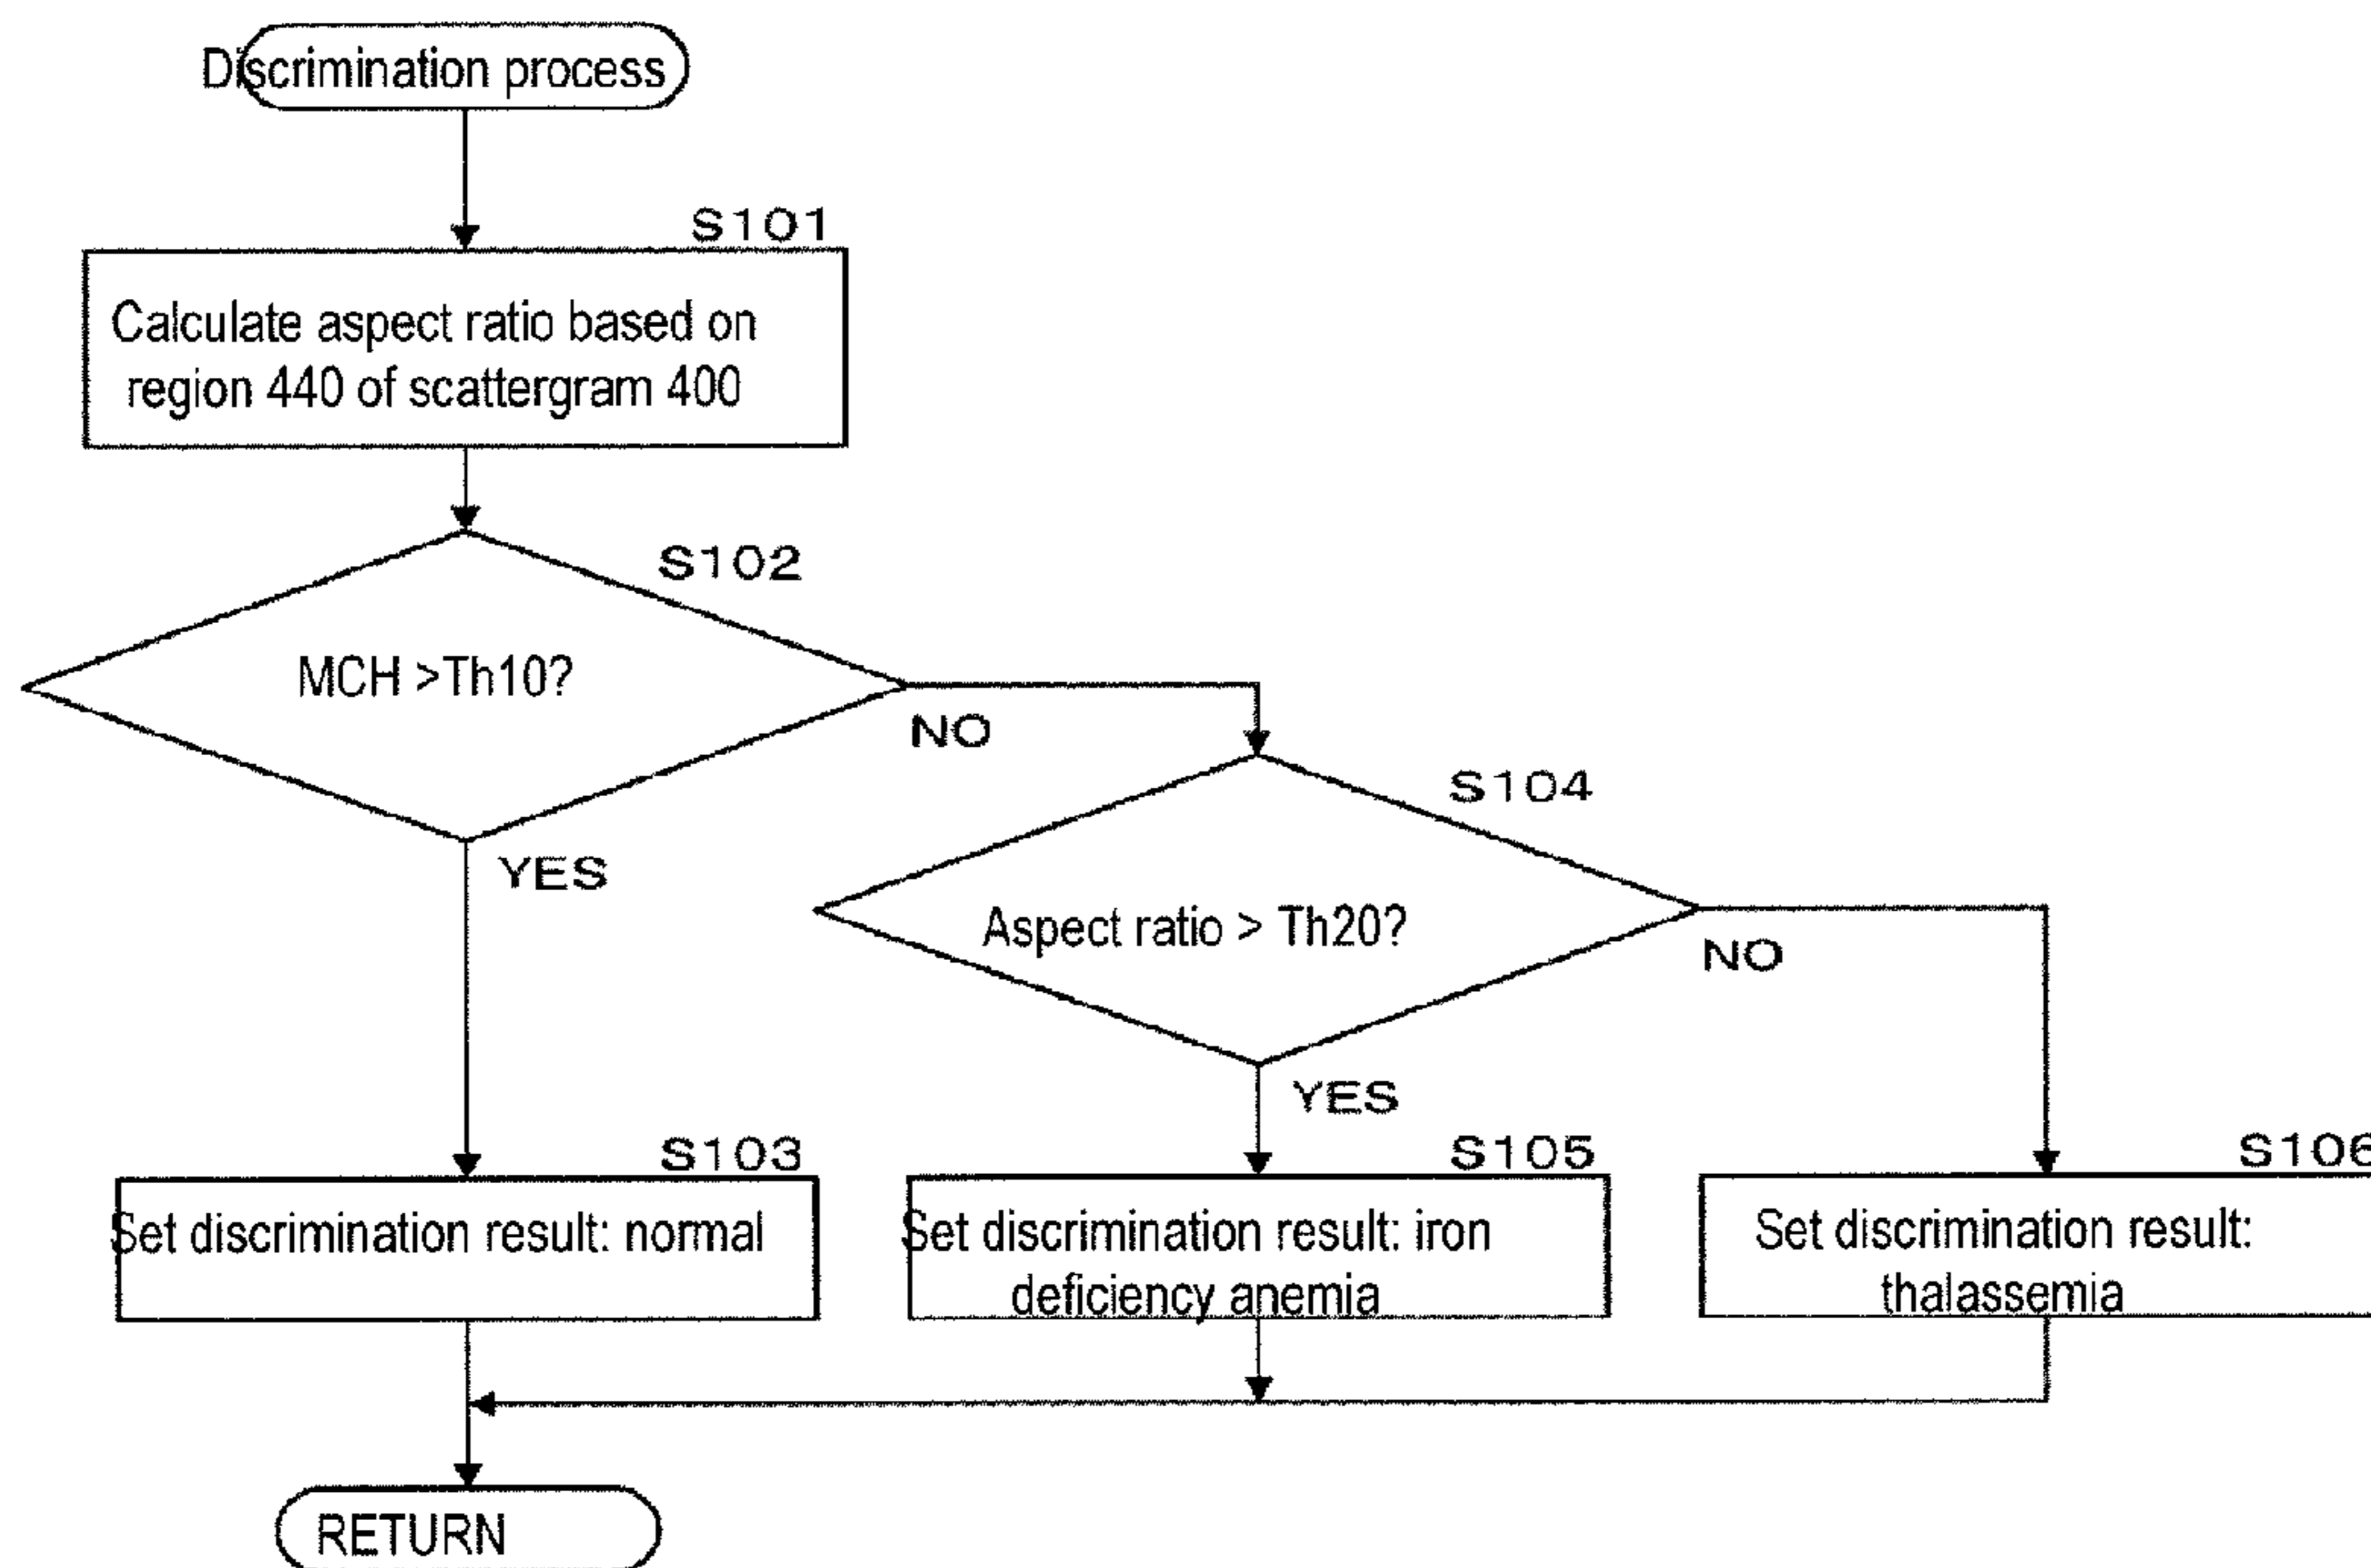 Discrimination process
S101
Calculate aspect ratio based on
region 440 of scattergram 400
S102
MCH >Th10?
NO
YES
S104
Aspect ratio > Th20?
NO
YES
S103
Set discrimination result: normal
S105
Set discrimination result: iron
deficiency anemia
S106
Set discrimination result:
thalassemia
RETURN